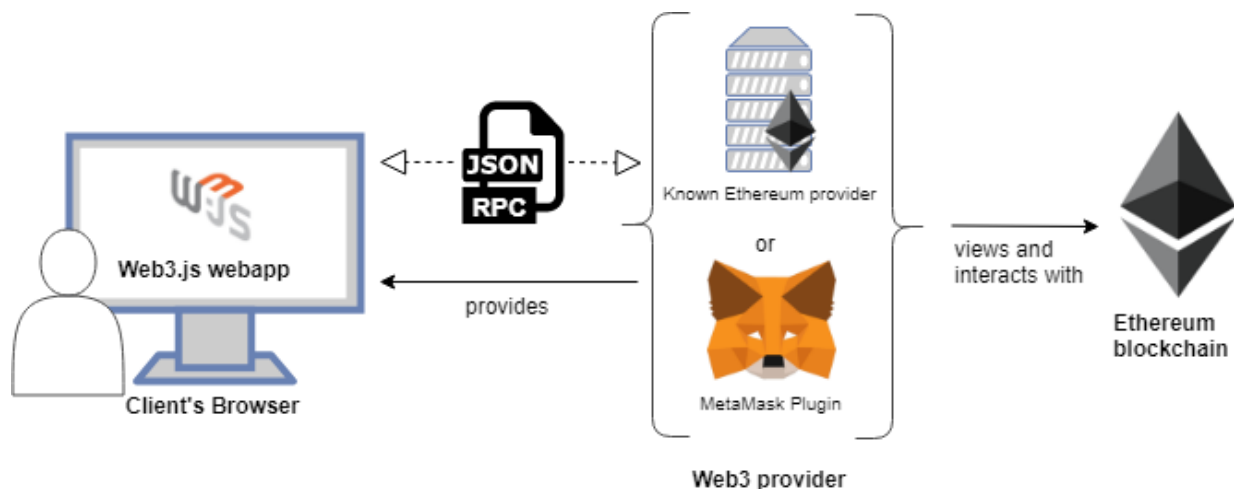 W3JS
Web3.js webapp
Client's Browser
JSON
RPC
provides
Known Ethereum provider
or
MetaMask Plugin
Web3 provider
views and
interacts with
Ethereum
blockchain